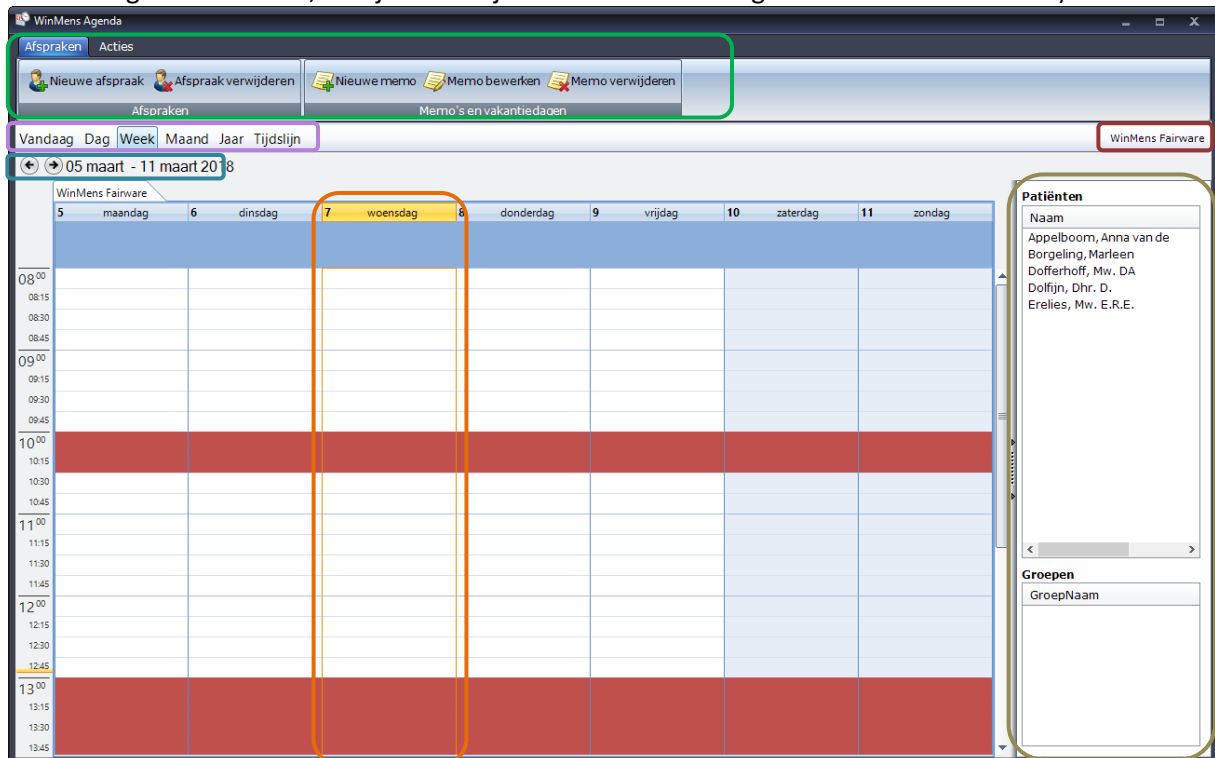 WinMens Agenda
Afspraken Acties
Nieuwe afspraak Afspraak verwijderen Nieuwe memo Memo bewerken Memo verwijderen
Afspraken Memo's en vakantiedagen
Vandaag Dag Week Maand Jaar Tijdslijn WinMens Fairware
05 maart - 11 maart 2018
WinMens Fairware
5 maandag 6 dinsdag 7 woensdag 8 donderdag 9 vrijdag 10 zaterdag 11 zondag
08 00
08:15
08:30
08:45
09 00
09:15
09:30
09:45
10 00
10:15
10:30
10:45
11 00
11:15
11:30
11:45
12 00
12:15
12:30
12:45
13 00
13:15
13:30
13:45
Patiënten
Naam
Appelboom, Anna van de
Borgeling, Marleen
Dofferhoff, Mw. DA
Dolfijn, Dhr. D.
Erelies, Mw. E.R.E.
Groepen
GroepNaam